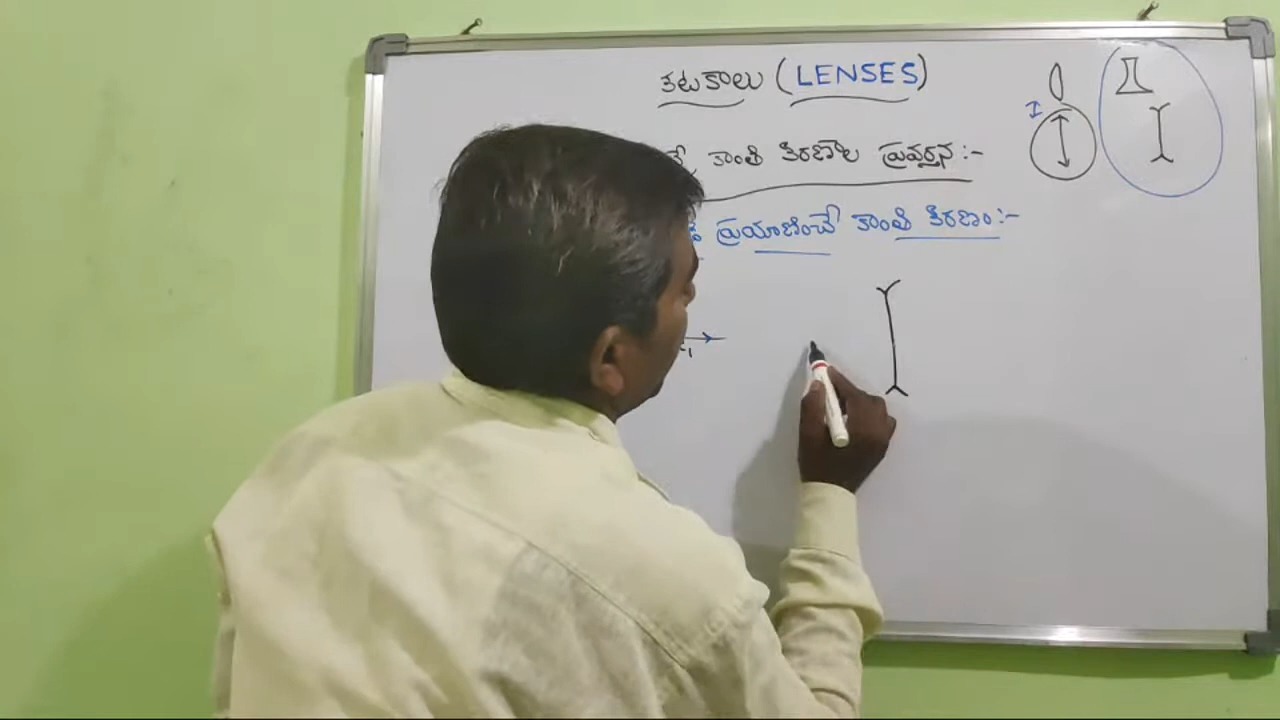 కటకాలు (LENSES)
కాంతి కిరణాల ప్రవర్తన :-
ప్రయాణించే కాంతి కిరణం :-